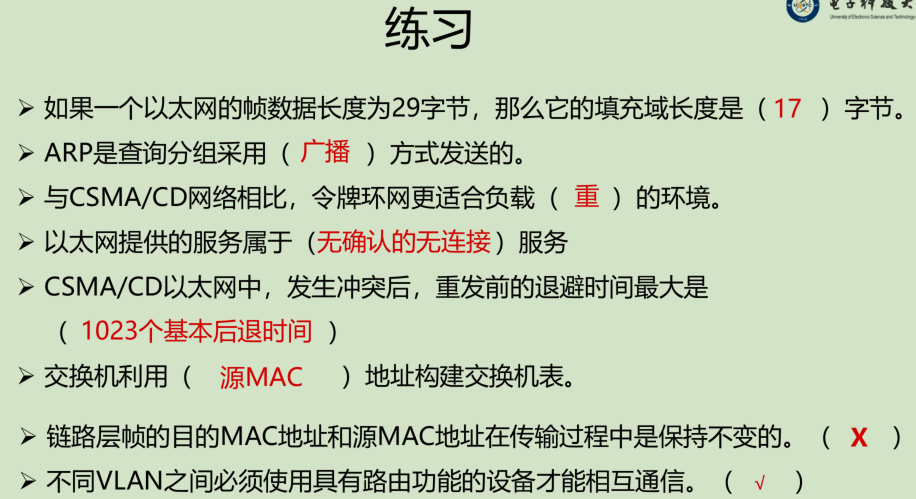 电子科技大
University of Electronic Science and Technology
练习
➢ 如果一个以太网的帧数据长度为29字节，那么它的填充域长度是（17 ）字节。
➢ ARP是查询分组采用（ 广播 ）方式发送的。
➢ 与CSMA/CD网络相比，令牌环网更适合负载（ 重 ）的环境。
➢ 以太网提供的服务属于（无确认的无连接）服务
➢ CSMA/CD以太网中，发生冲突后，重发前的退避时间最大是
（ 1023个基本后退时间 ）
➢ 交换机利用（ 源MAC ）地址构建交换机表。
➢ 链路层帧的目的MAC地址和源MAC地址在传输过程中是保持不变的。（ X ）
➢ 不同VLAN之间必须使用具有路由功能的设备才能相互通信。（ √ ）